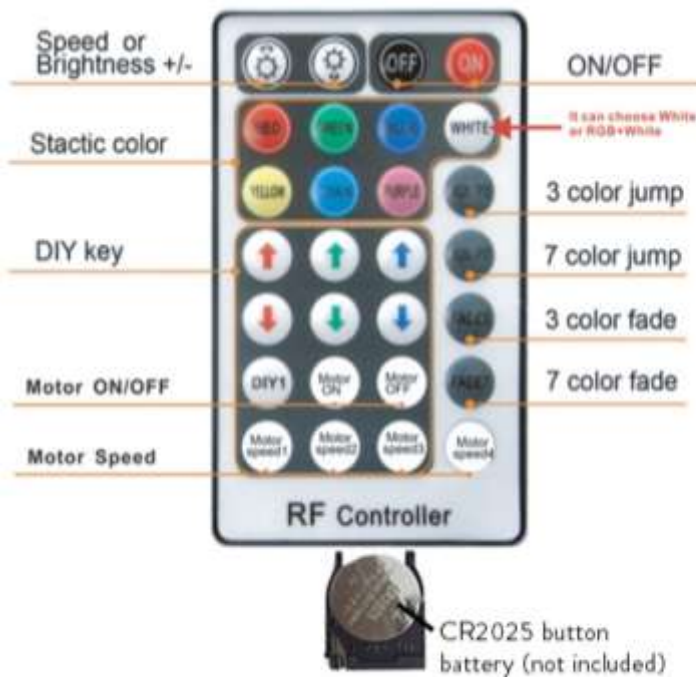 Speed or
Brightness +/-
OFF
ON
ON/OFF
Stactic color
RED
GREEN
WHITE
It can choose White
or RGB+White
YELLOW
PURPLE
3 color jump
DIY key
7 color jump
3 color fade
DIY1
Motor
ON
Motor
OFF
FADE7
7 color fade
Motor ON/OFF
Motor
speed1
Motor
speed2
Motor
speed3
Motor
speed4
Motor Speed
RF Controller
CR2025 button
battery (not included)